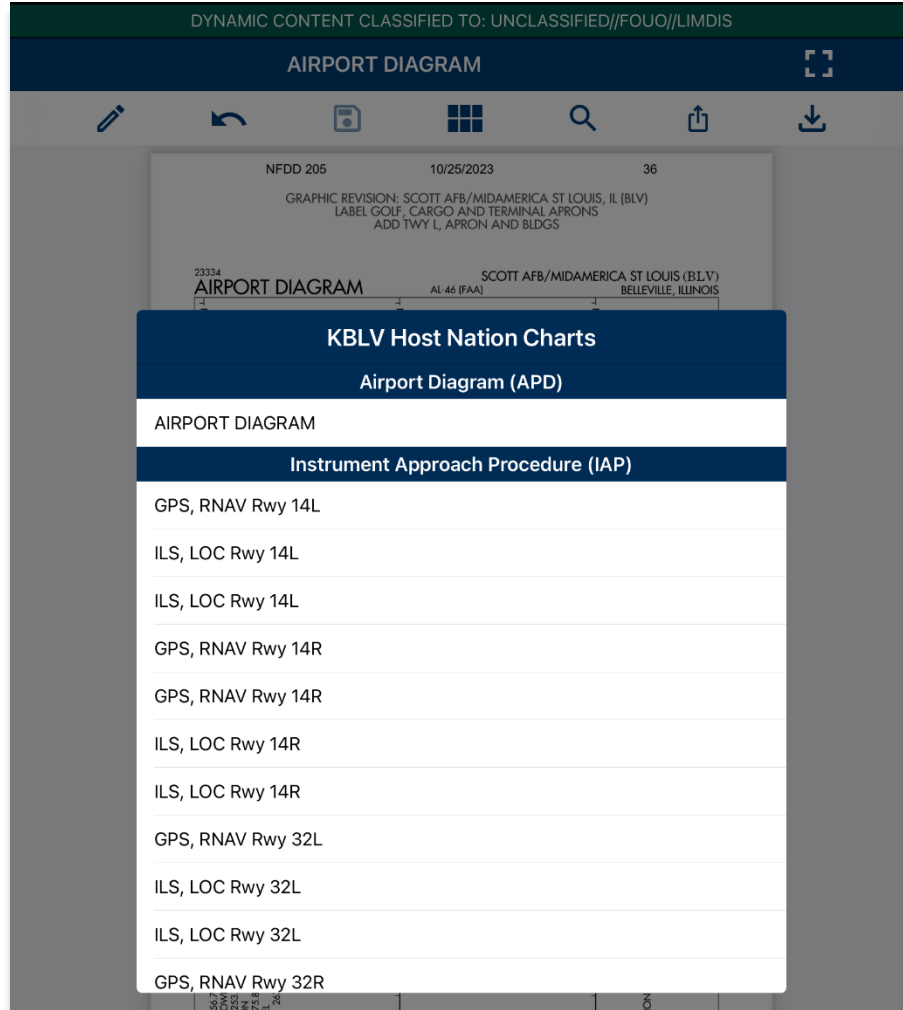 DYNAMIC CONTENT CLASSIFIED TO: UNCLASSIFIED//FOUO//LIMDIS
AIRPORT DIAGRAM
NFDD 205 10/25/2023 36
GRAPHIC REVISION: SCOTT AFB/MIDAMERICA ST LOUIS, IL (BLV)
LABEL GOLF, CARGO AND TERMINAL APRONS
ADD TWY L, APRON AND BLDGS
23334
AIRPORT DIAGRAM
AL-46 (FAA)
SCOTT AFB/MIDAMERICA ST LOUIS (BLV)
BELLEVILLE, ILLINOIS
KBLV Host Nation Charts
Airport Diagram (APD)
AIRPORT DIAGRAM
Instrument Approach Procedure (IAP)
GPS, RNAV Rwy 14L
ILS, LOC Rwy 14L
ILS, LOC Rwy 14L
GPS, RNAV Rwy 14R
GPS, RNAV Rwy 14R
ILS, LOC Rwy 14R
ILS, LOC Rwy 14R
GPS, RNAV Rwy 32L
ILS, LOC Rwy 32L
ILS, LOC Rwy 32L
GPS, RNAV Rwy 32R